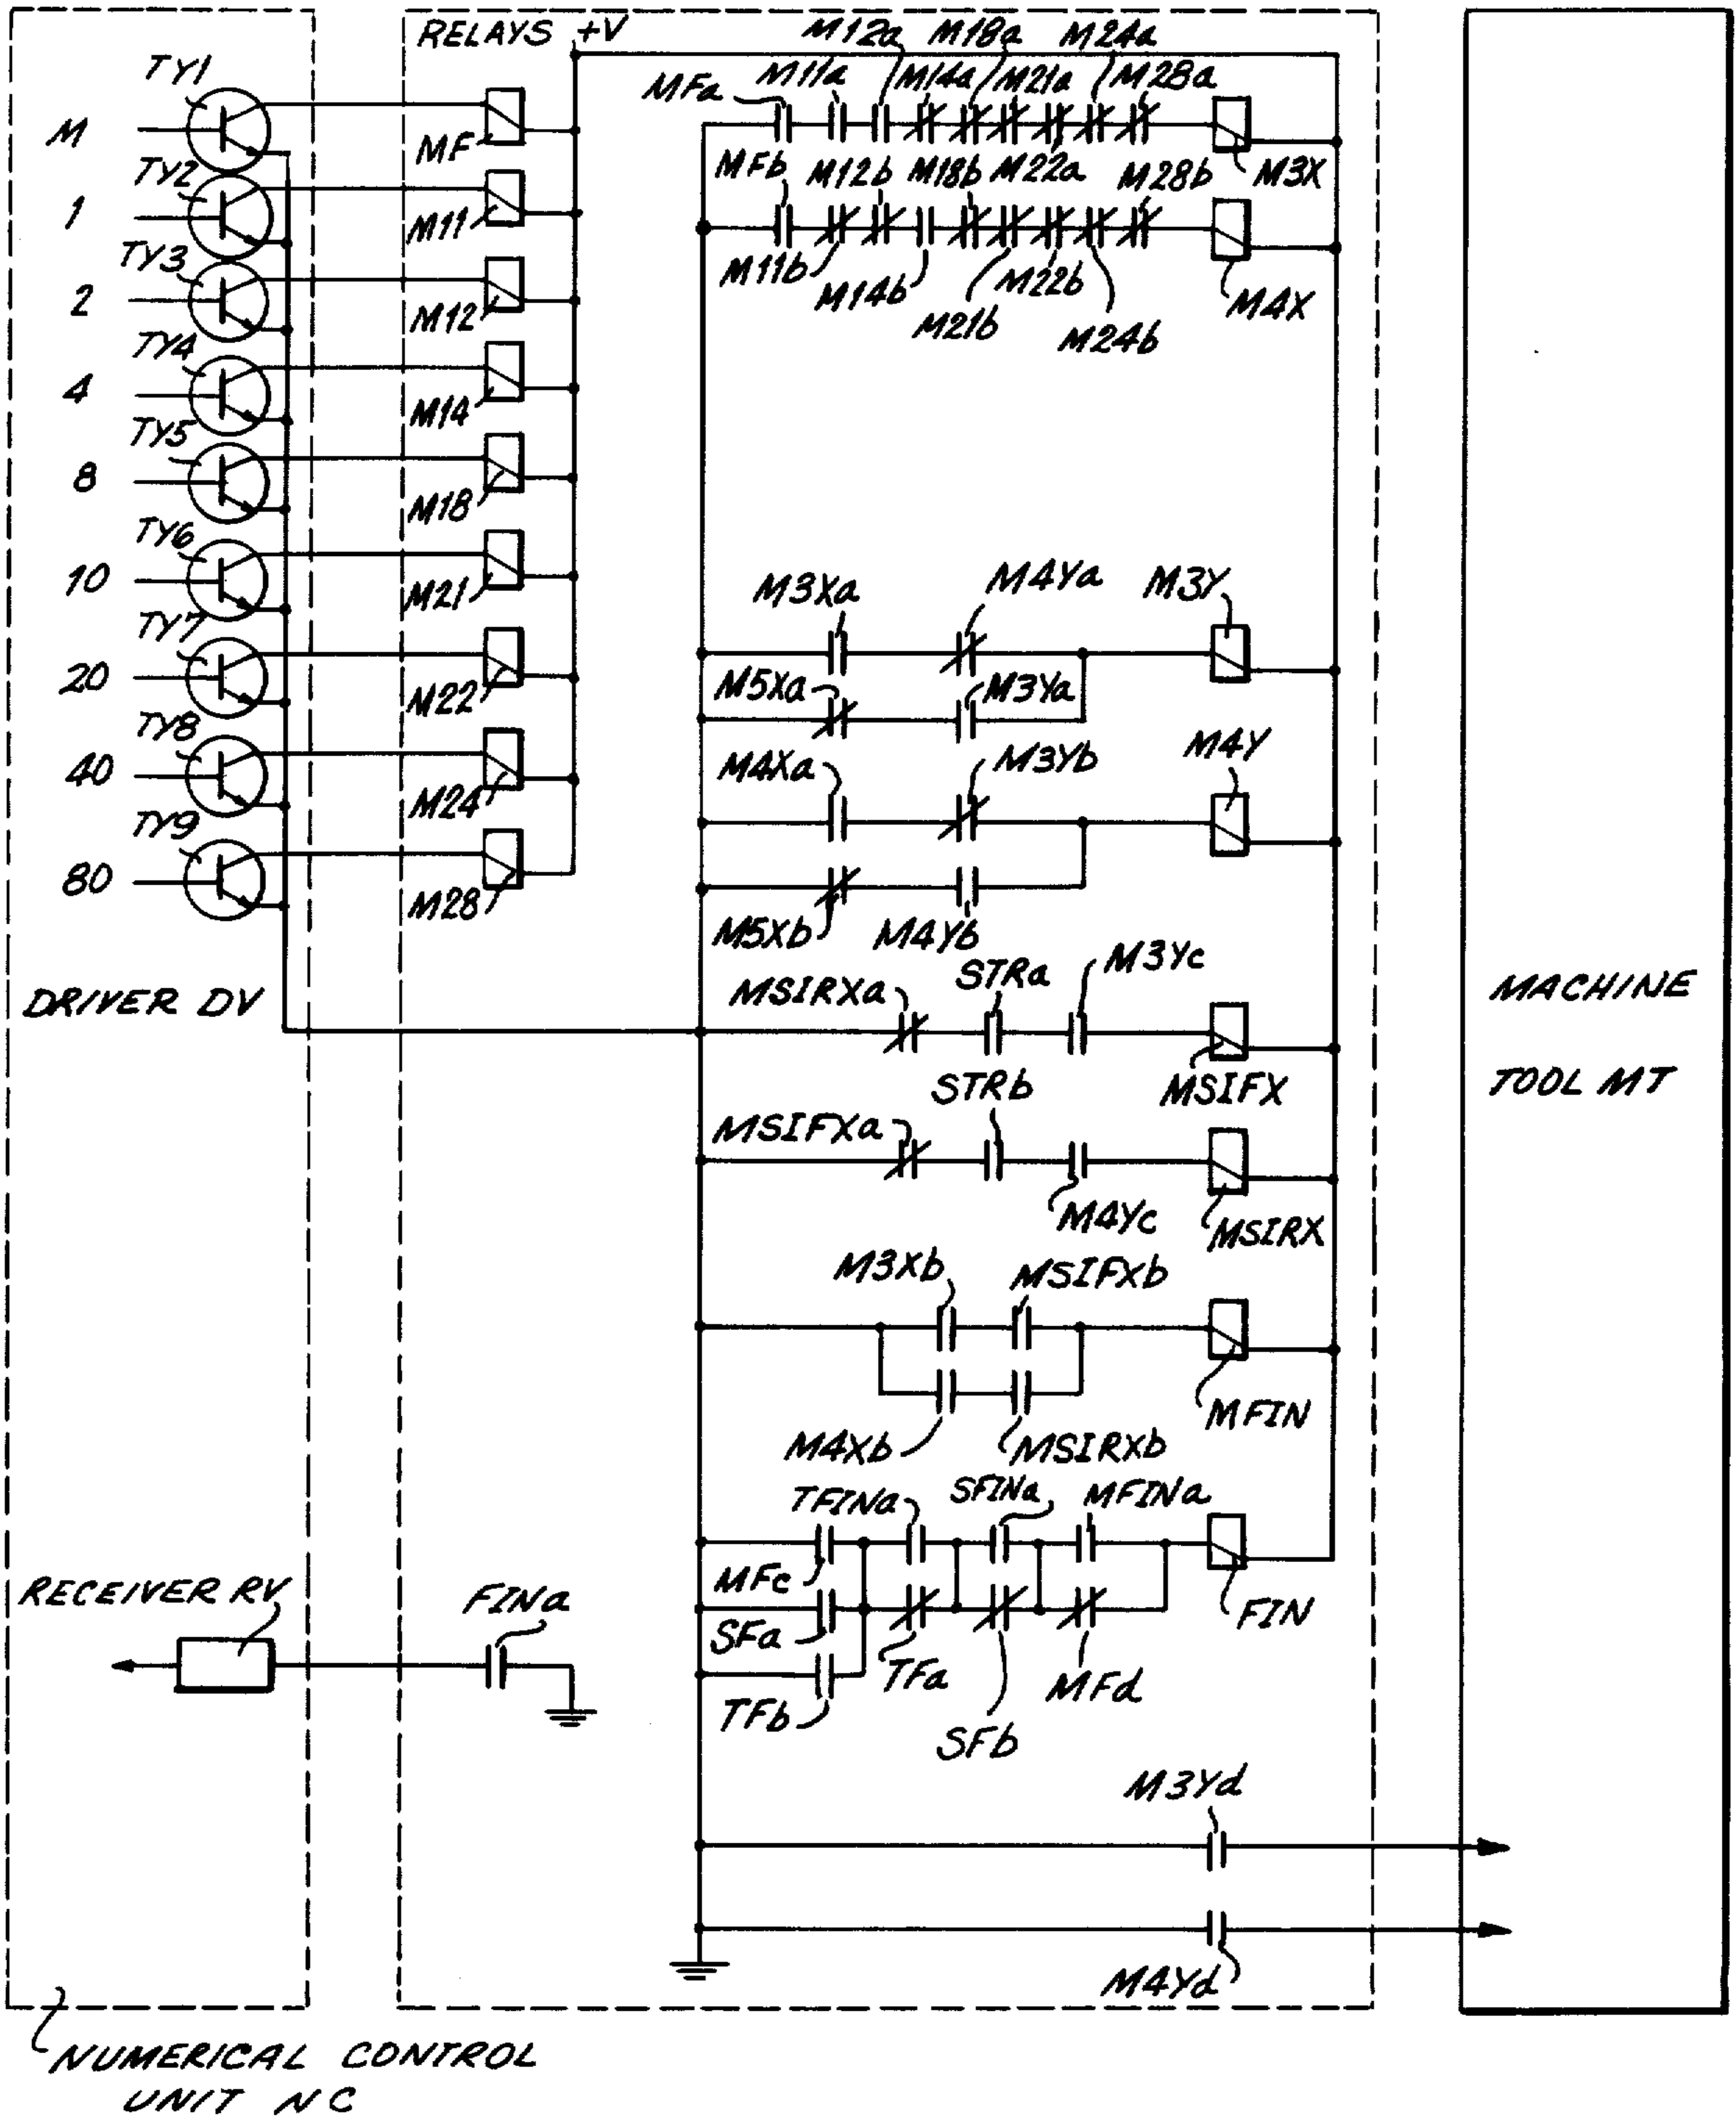 RELAYS +V
M12a M18a M24a
TY1 MFa M11a M14a M21a M28a
M MF
MFb M12b M18b M22a M28b M3X
TY2
1 M11
M11b M14b M22b M4X
M21b M24b
TY3
2 M12
TY4
4 M14
TY5
8 M18
TY6
10 M21
M3Xa M4Ya M3Y
TY7
20 M22
M5Xa M3Ya
TY8
40 M24
M4Xa M3Yb M4Y
TY9
80 M28
M5Xb M4Yb
DRIVER DV
MSIRXa STRa M3Yc
MSIFX
MACHINE
TOOL MT
MSIFXa STRb
M4Yc MSIRX
M3Xb MSIFXb
MFIN
M4Xb MSIRXb
TFINa SFINa MFINa
MFc FIN
RECEIVER RV FINa
SFa TFa MFd
TFb SFb
M3Yd
M4Yd
NUMERICAL CONTROL
UNIT NC